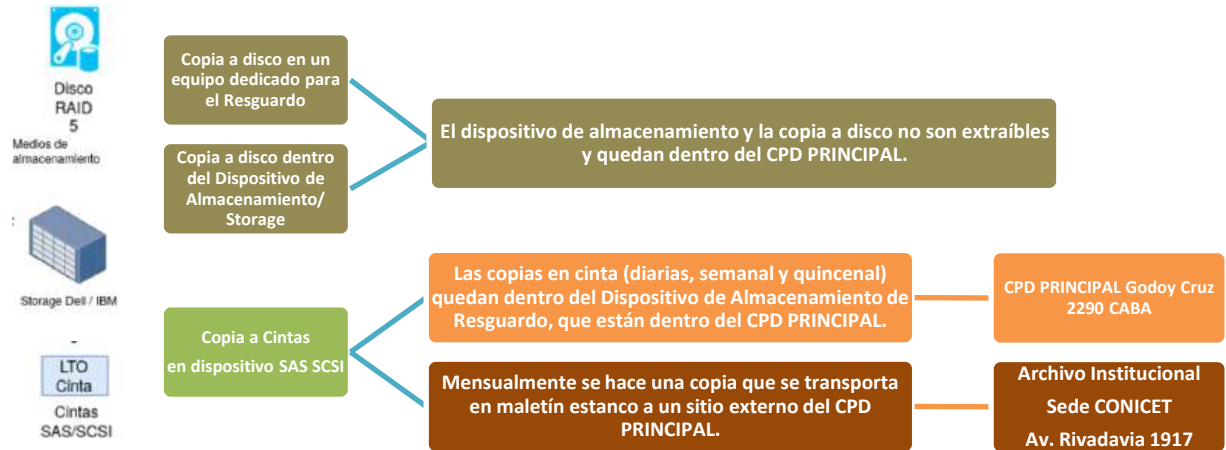 Disco
RAID
5
Medios de
almacenamiento
:
Storage Dell / IBM
-
LTO
Cinta
Cintas
SAS/SCSI
Copia a disco en un
equipo dedicado para
el Resguardo
Copia a disco dentro
del Dispositivo de
Almacenamiento/
Storage
El dispositivo de almacenamiento y la copia a disco no son extraíbles
y quedan dentro del CPD PRINCIPAL.
Copia a Cintas
en dispositivo SAS SCSI
Las copias en cinta (diarias, semanal y quincenal)
quedan dentro del Dispositivo de Almacenamiento de
Resguardo, que están dentro del CPD PRINCIPAL.
CPD PRINCIPAL Godoy Cruz
2290 CABA
Mensualmente se hace una copia que se transporta
en maletín estanco a un sitio externo del CPD
PRINCIPAL.
Archivo Institucional
Sede CONICET
Av. Rivadavia 1917